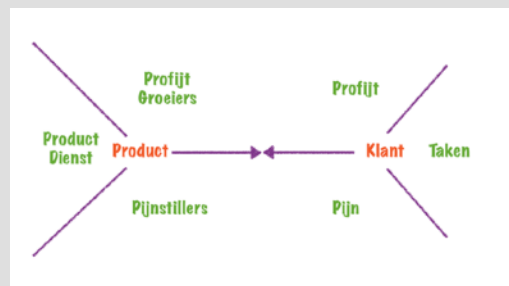 Profijt
Groeiers
Profijt
Product
Dienst
Product
Klant
Taken
Pijnstillers
Pijn